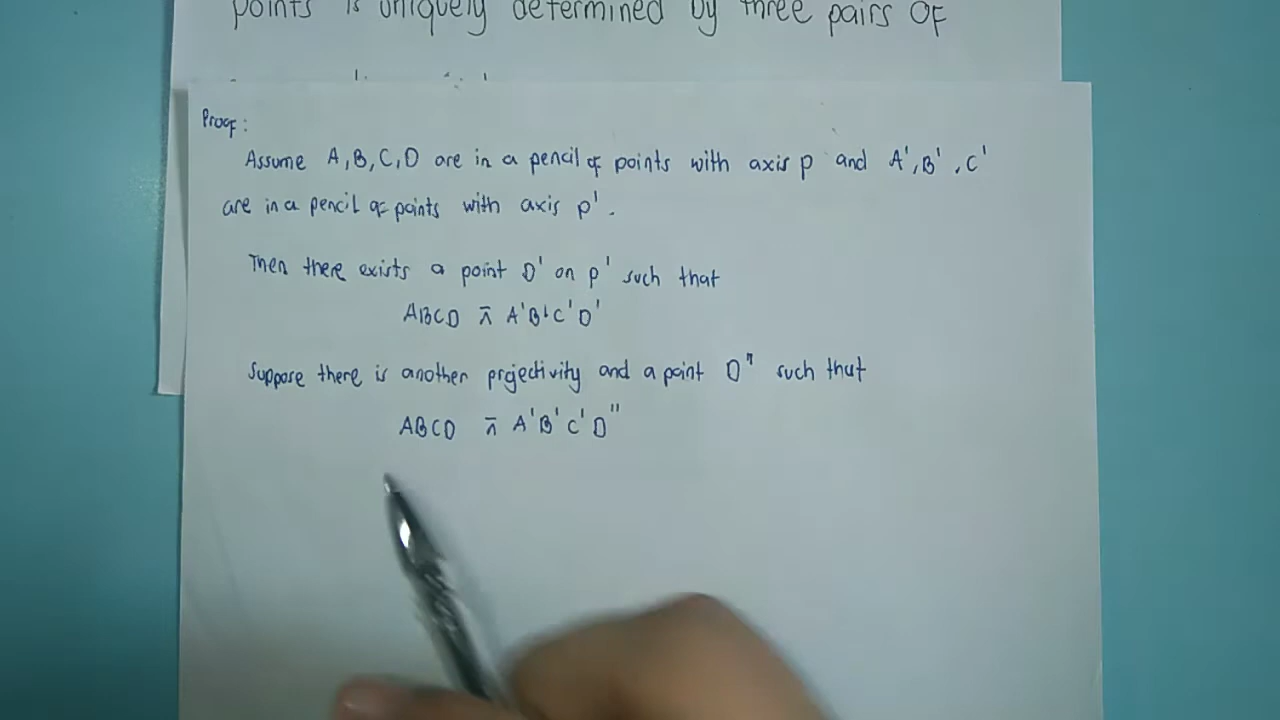 points is uniquely determined by three pairs of
Proof:
Assume A,B,C,D are in a pencil of points with axis p and A',B',C'
are in a pencil of points with axis p'.
Then there exists a point D' on p' such that
ABCD ⊼ A'B'C'D'
Suppose there is another projectivity and a point D" such that
ABCD ⊼ A'B'C'D"